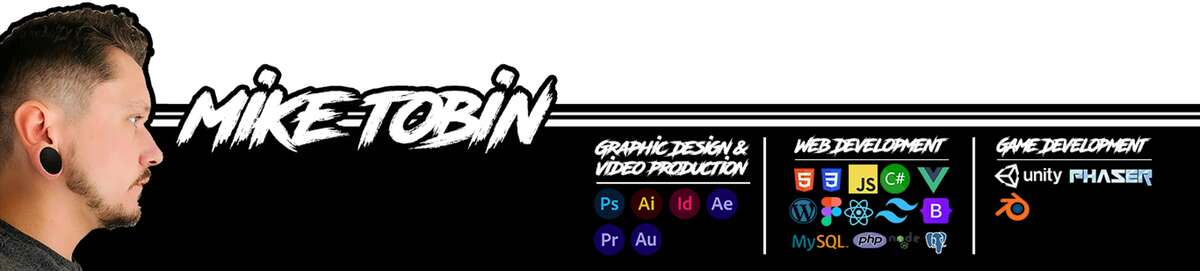 MIKE TOBIN
GRAPHIC DESIGN &
VIDEO PRODUCTION
Ps Ai Id Ae
Pr Au
WEB DEVELOPMENT
5 3 JS C#
W B
MySQL php node
GAME DEVELOPMENT
unity PHASER